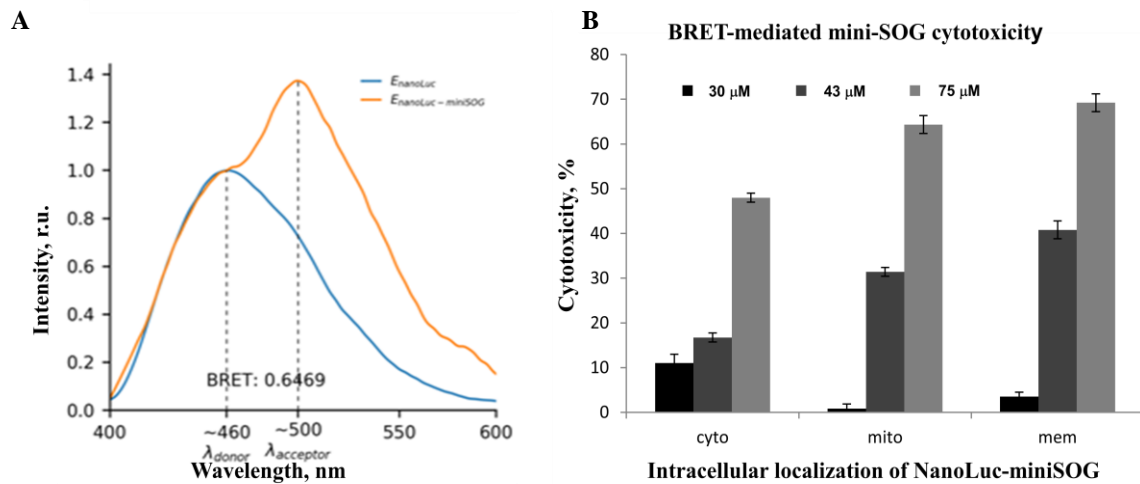 A
1.4
1.2
1.0
0.8
0.6
0.4
0.2
0.0
Intensity, r.u.
E_nanoLuc
E_nanoLuc−miniSOG
BRET: 0.6469
400
~460
~500
550
600
λ_donor
λ_acceptor
Wavelength, nm
B
BRET-mediated mini-SOG cytotoxicity
80
70
60
50
40
30
20
10
0
Cytotoxicity, %
30 μM
43 μM
75 μM
cyto
mito
mem
Intracellular localization of NanoLuc-miniSOG